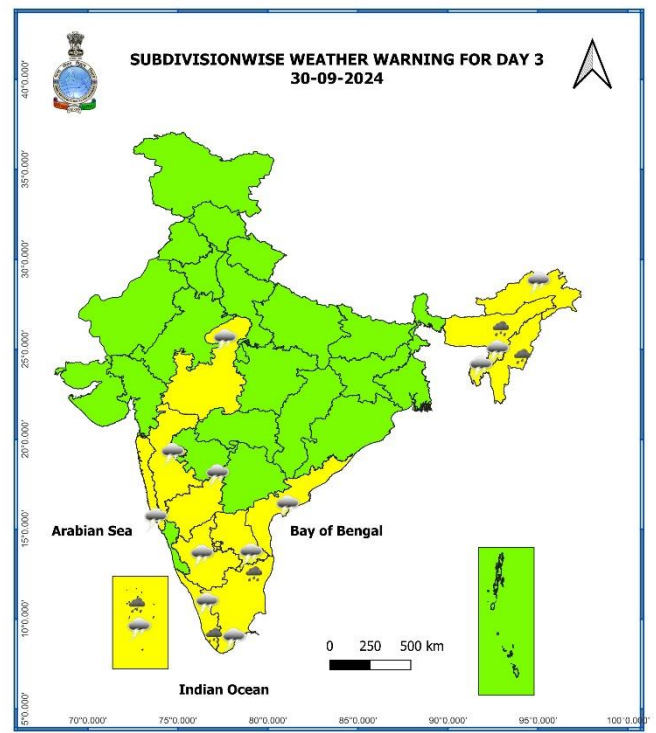 SUBDIVISIONWISE WEATHER WARNING FOR DAY 3
30-09-2024
40°0.000'
35°0.000'
30°0.000'
25°0.000'
20°0.000'
15°0.000'
10°0.000'
5°0.000'
Arabian Sea
Bay of Bengal
0 250 500 km
Indian Ocean
70°0.000' 75°0.000' 80°0.000' 85°0.000' 90°0.000' 95°0.000' 100°0.000'